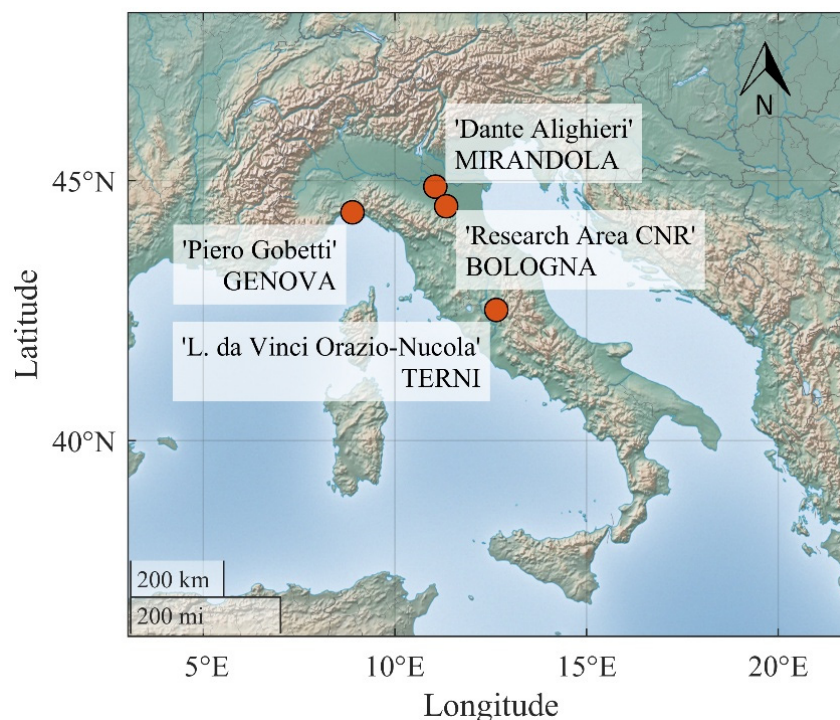 N
'Dante Alighieri'
MIRANDOLA
45°N
'Piero Gobetti'
GENOVA
'Research Area CNR'
BOLOGNA
'L. da Vinci Orazio-Nucola'
TERNI
40°N
Latitude
200 km
200 mi
5°E
10°E
15°E
20°E
Longitude